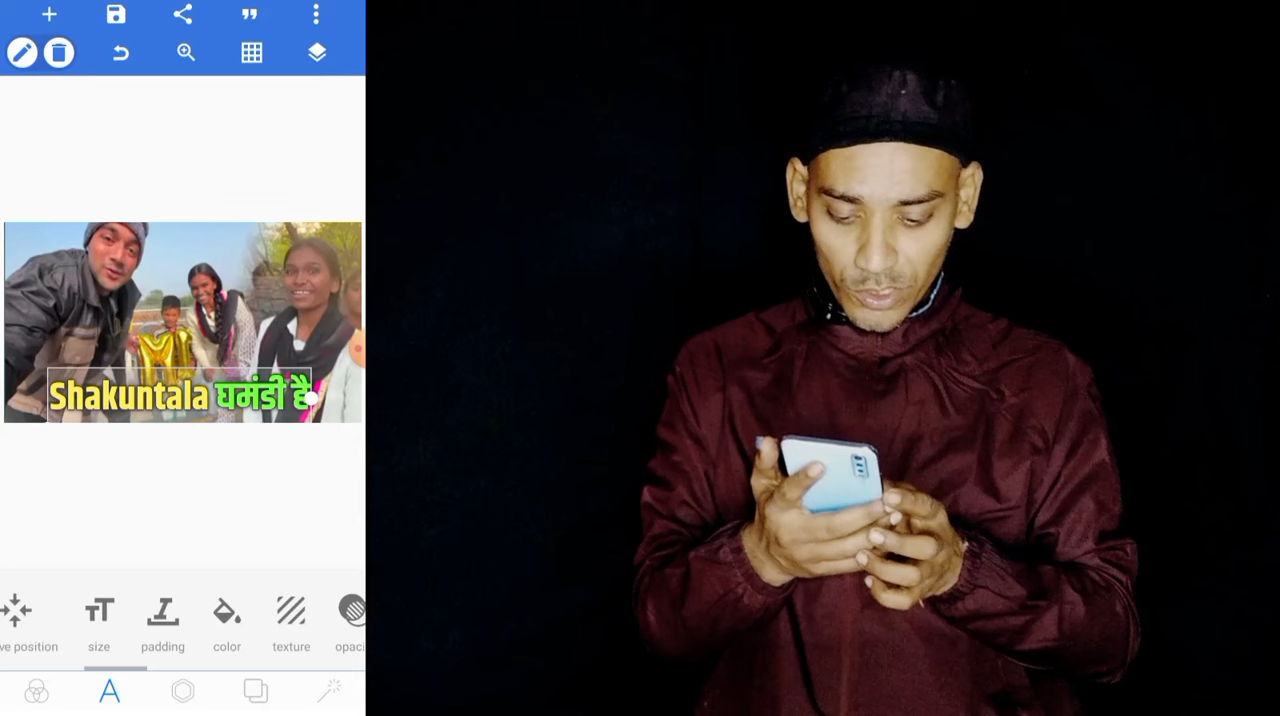 Shakuntala घमंडी है
ve position
size
padding
color
texture
opaci